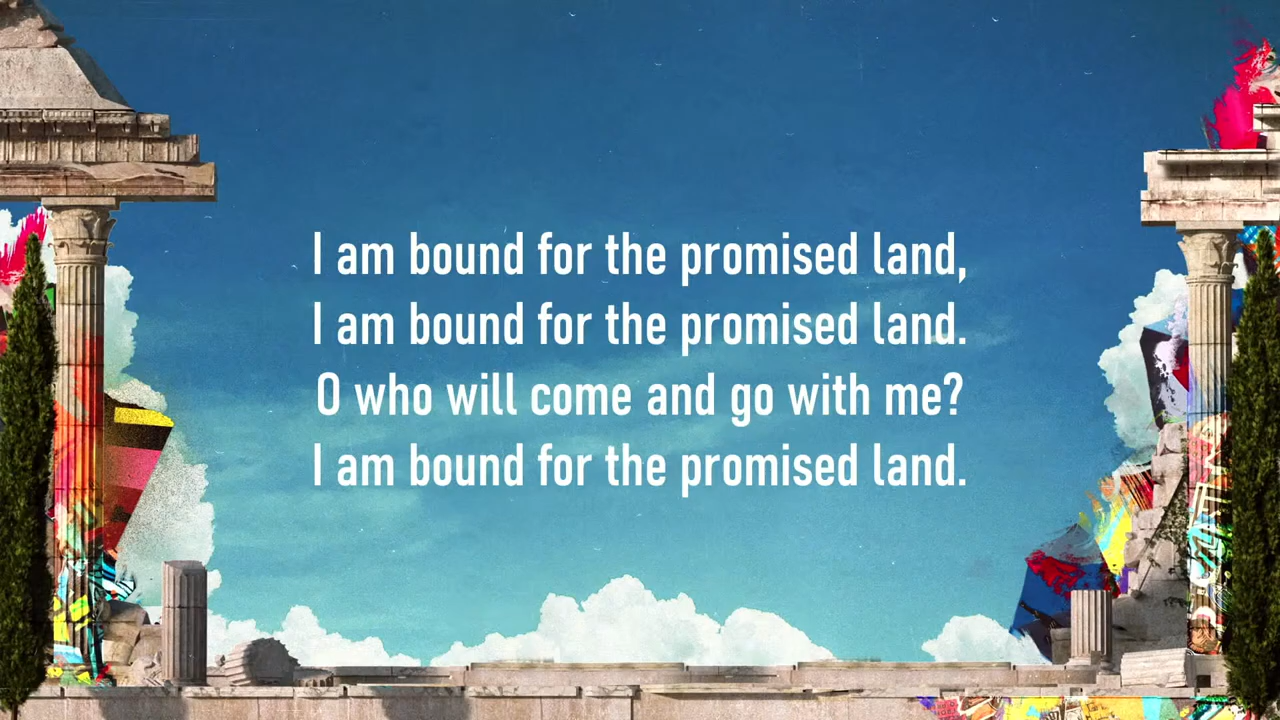 I am bound for the promised land,
I am bound for the promised land.
O who will come and go with me?
I am bound for the promised land.